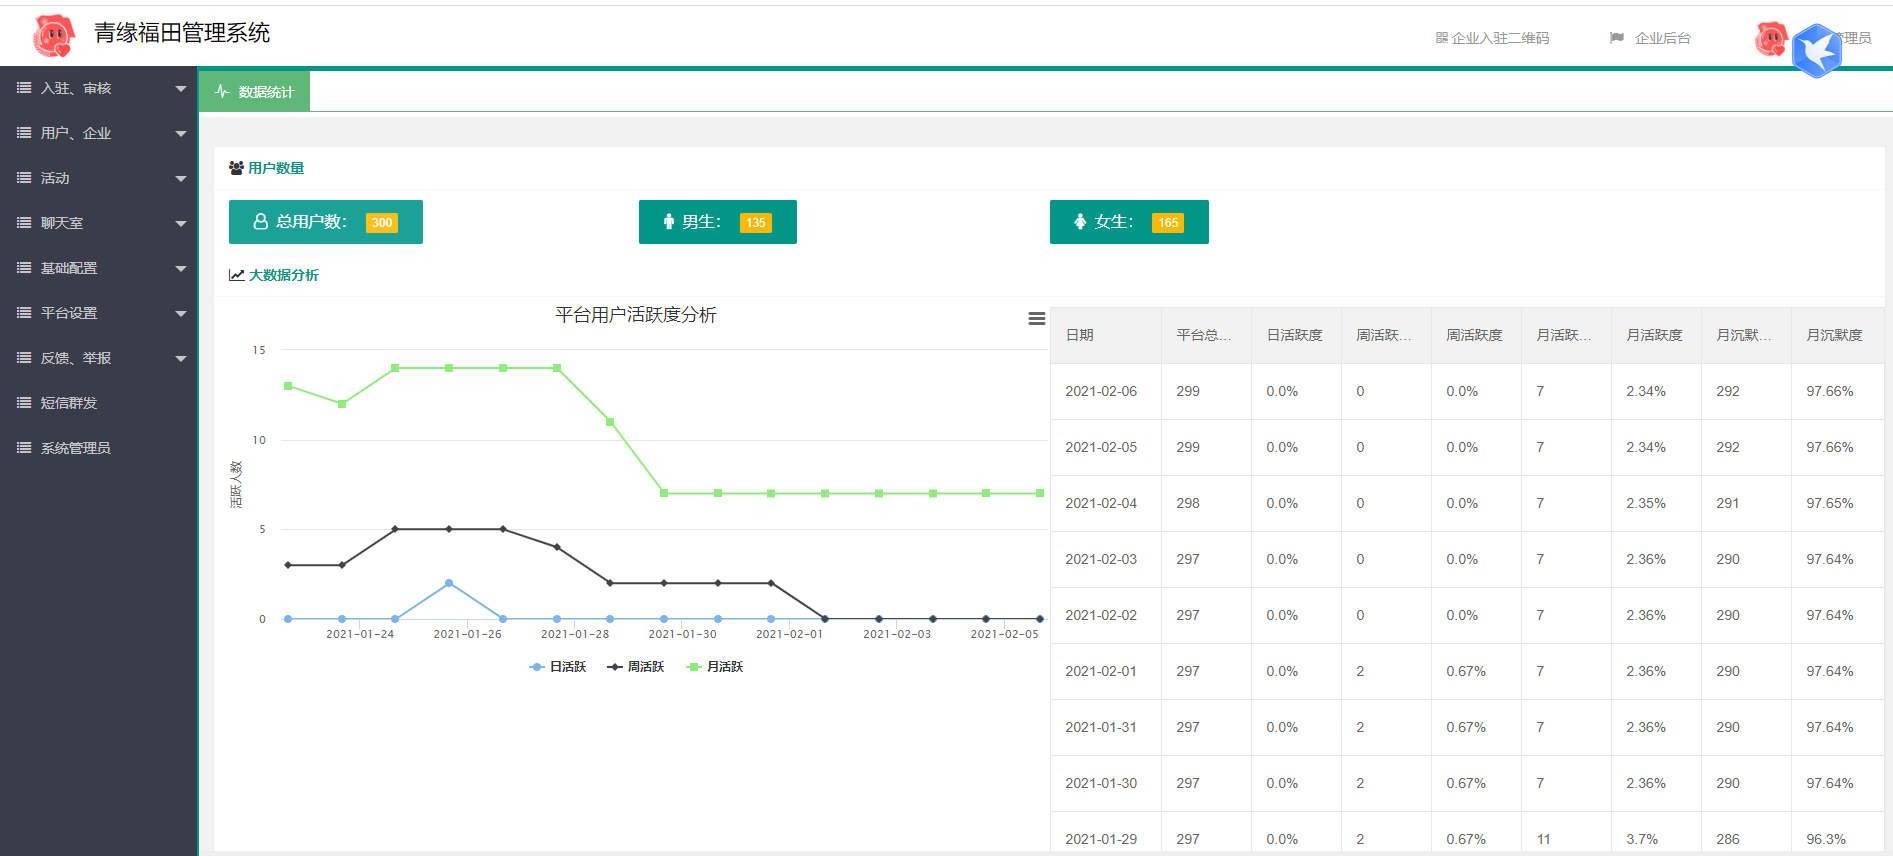 青缘福田管理系统
企业入驻二维码
企业后台
管理员
入驻、审核
用户、企业
活动
聊天室
基础配置
平台设置
反馈、举报
短信群发
系统管理员
数据统计
用户数量
总用户数： 300
男生： 135
女生： 165
大数据分析
平台用户活跃度分析
活跃人数
15
10
5
0
2021-01-24 2021-01-26 2021-01-28 2021-01-30 2021-02-01 2021-02-03 2021-02-05
日活跃 周活跃 月活跃
日期 平台总... 日活跃度 周活跃... 周活跃度 月活跃... 月活跃度 月沉默... 月沉默度
2021-02-06 299 0.0% 0 0.0% 7 2.34% 292 97.66%
2021-02-05 299 0.0% 0 0.0% 7 2.34% 292 97.66%
2021-02-04 298 0.0% 0 0.0% 7 2.35% 291 97.65%
2021-02-03 297 0.0% 0 0.0% 7 2.36% 290 97.64%
2021-02-02 297 0.0% 0 0.0% 7 2.36% 290 97.64%
2021-02-01 297 0.0% 2 0.67% 7 2.36% 290 97.64%
2021-01-31 297 0.0% 2 0.67% 7 2.36% 290 97.64%
2021-01-30 297 0.0% 2 0.67% 7 2.36% 290 97.64%
2021-01-29 297 0.0% 2 0.67% 11 3.7% 286 96.3%